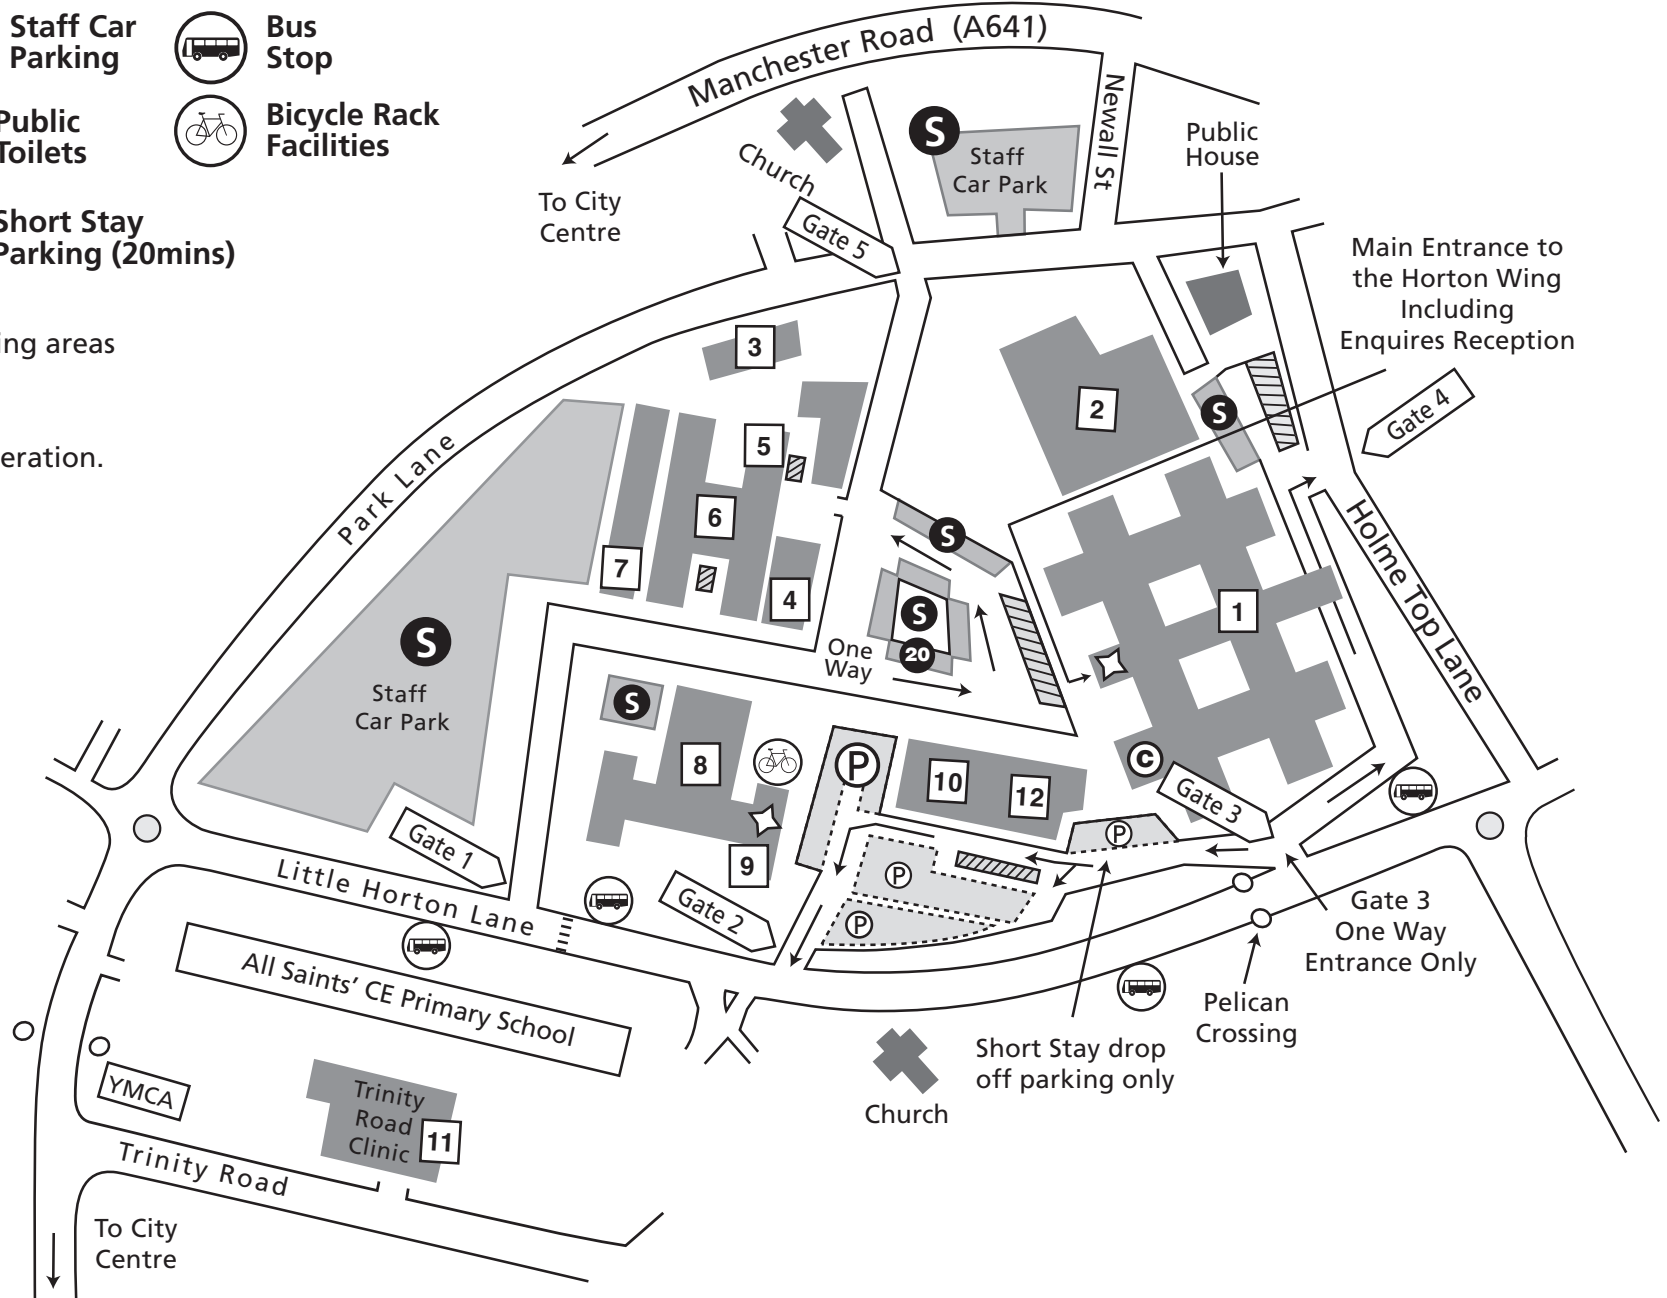 Staff Car
Parking
Bus
Stop
Public
Toilets
Bicycle Rack
Facilities
Short Stay
Parking (20mins)
ing areas
eration.
Manchester Road (A641)
To City
Centre
Church
Gate 5
S
Staff
Car Park
Newall St
Public
House
Main Entrance to
the Horton Wing
Including
Enquires Reception
Gate 4
S
2
3
5
6
7
4
Park Lane
S
Staff
Car Park
S
S
20
One
Way
1
Holme Top Lane
S
8
9
P
10
12
C
Gate 3
P
P
P
Gate 1
Gate 2
Little Horton Lane
All Saints’ CE Primary School
YMCA
Trinity
Road
Clinic
11
Trinity Road
To City
Centre
Church
Short Stay drop
off parking only
Pelican
Crossing
Gate 3
One Way
Entrance Only